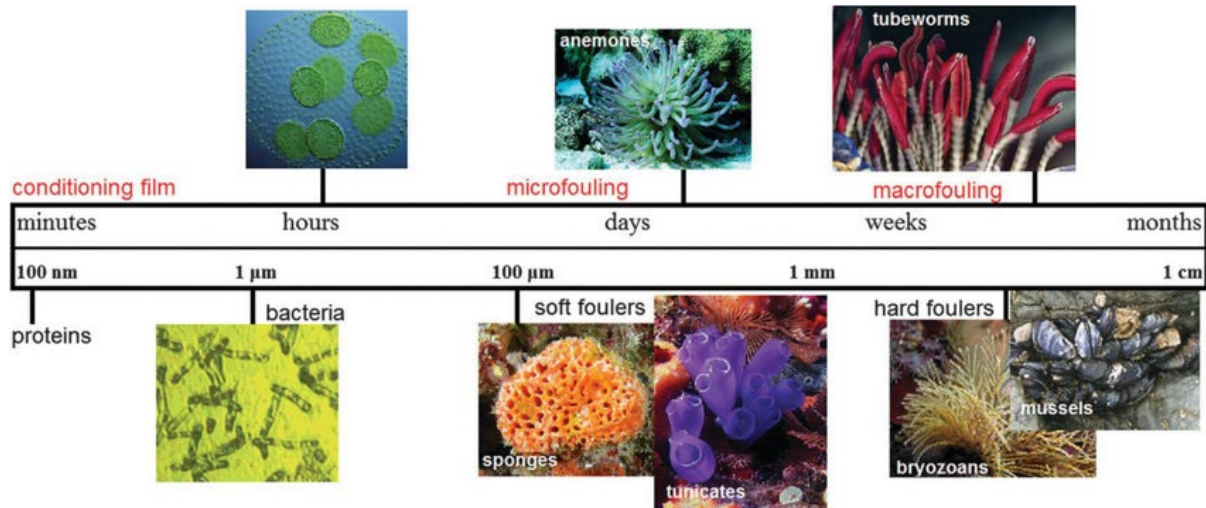 anemones
tubeworms
conditioning film
microfouling
macrofouling
minutes hours days weeks months
100 nm 1 µm 100 µm 1 mm 1 cm
proteins
bacteria
soft foulers
hard foulers
sponges
tunicates
mussels
bryozoans